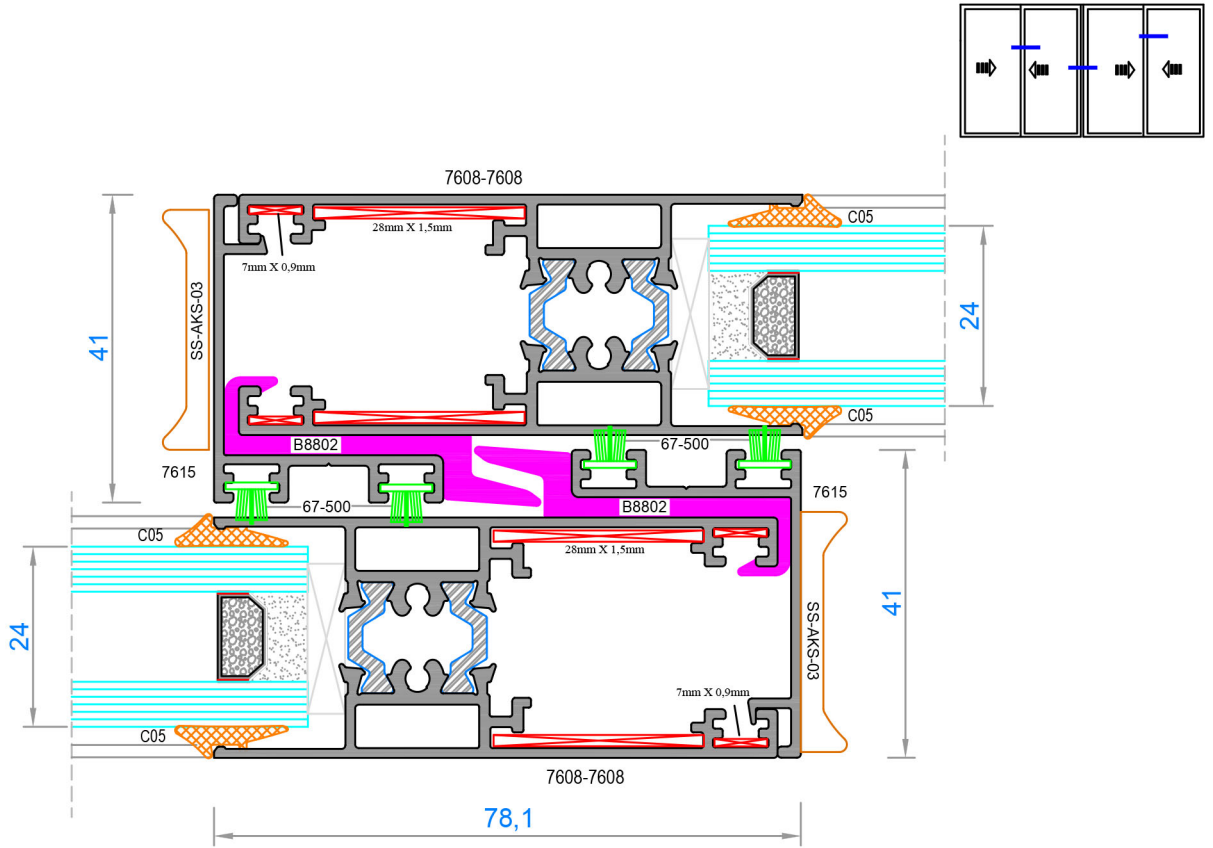 7608-7608
C05
28mm X 1,5mm
7mm X 0,9mm
SS-AKS-03
41
24
C05
B8802
67-500
7615
7615
67-500
B8802
C05
28mm X 1,5mm
41
24
SS-AKS-03
7mm X 0,9mm
C05
7608-7608
78,1